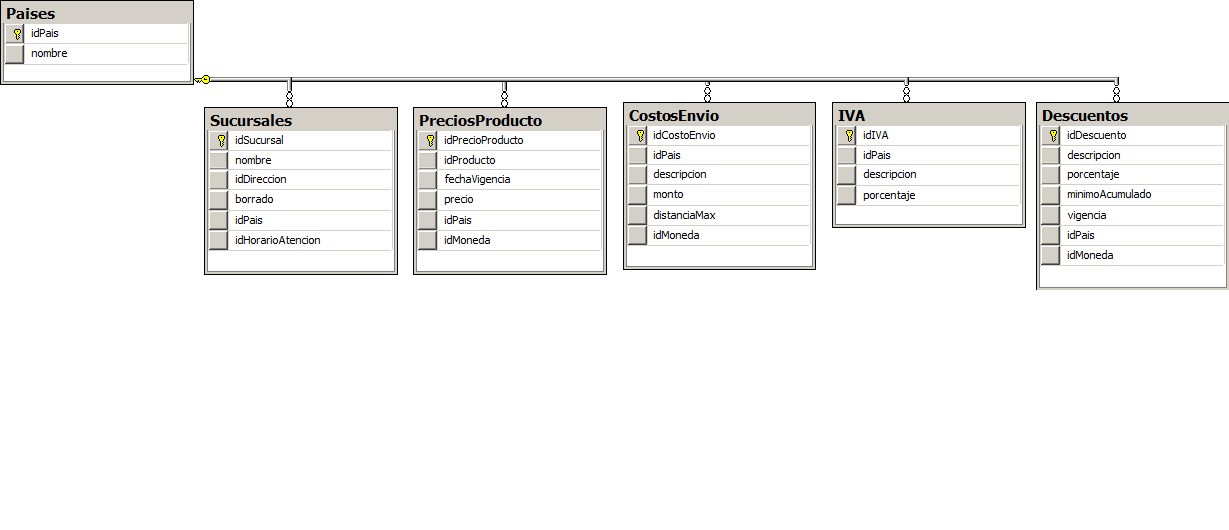 Paises
idPais
nombre
Sucursales
idSucursal
nombre
idDireccion
borrado
idPais
idHorarioAtencion
PreciosProducto
idPrecioProducto
idProducto
fechaVigencia
precio
idPais
idMoneda
CostosEnvio
idCostoEnvio
idPais
descripcion
monto
distanciaMax
idMoneda
IVA
idIVA
idPais
descripcion
porcentaje
Descuentos
idDescuento
descripcion
porcentaje
minimoAcumulado
vigencia
idPais
idMoneda